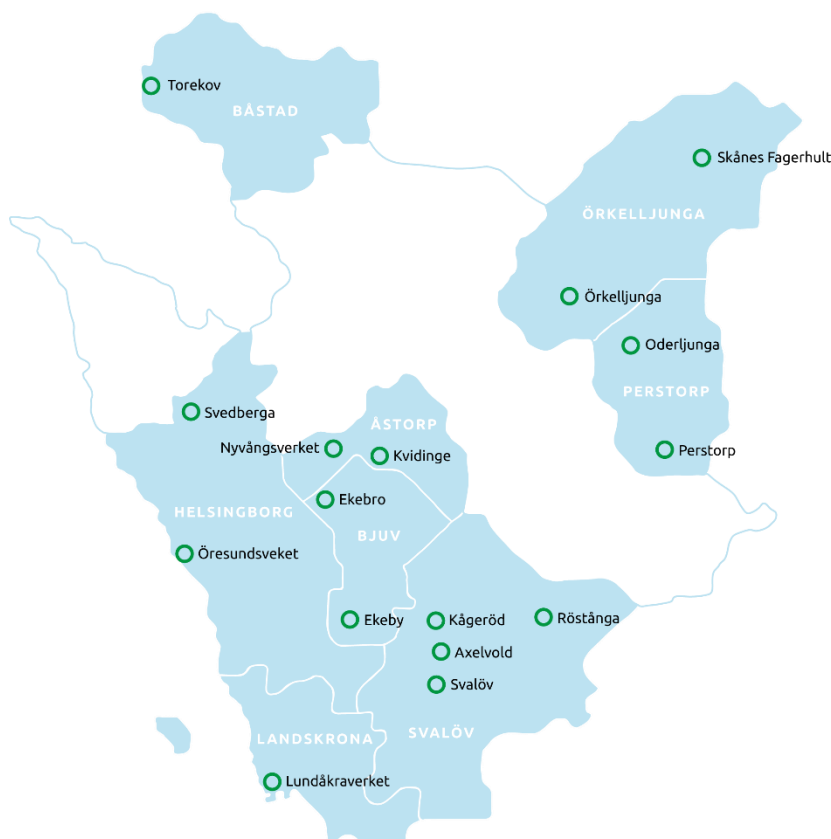 Torekov
BÅSTAD
Skånes Fagerhult
ÖRKELLJUNGA
Örkelljunga
Oderljunga
PERSTORP
Svedberga
ÅSTORP
Nyvångsverket
Kvidinge
Perstorp
Ekebro
HELSINGBORG
BJUV
Öresundsveket
Ekeby
Kågeröd
Röstånga
Axelvold
Svalöv
LANDSKRONA
SVALÖV
Lundåkraverket